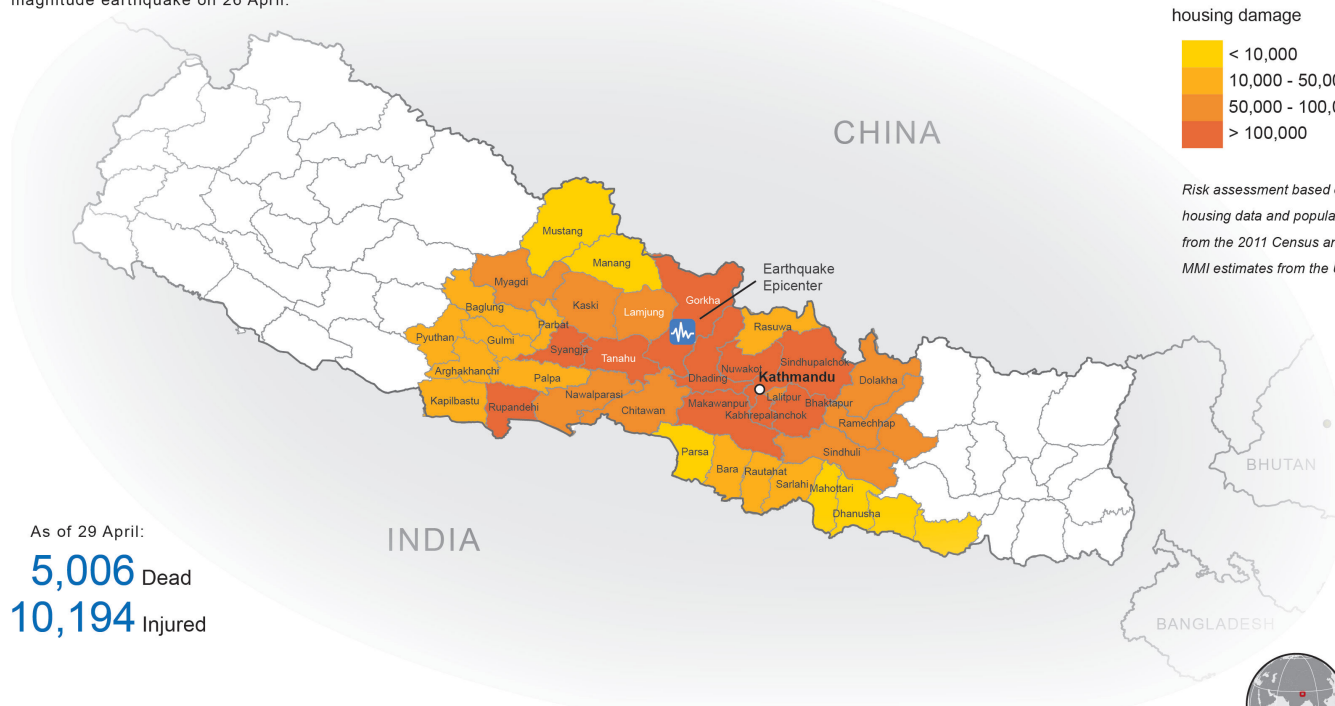 magnitude earthquake on 26 April.
housing damage
< 10,000
10,000 - 50,00
50,000 - 100,0
> 100,000
CHINA
Risk assessment based
housing data and popula
from the 2011 Census a
MMI estimates from the
Mustang
Manang
Earthquake
Epicenter
Myagdi
Gorkha
Baglung
Kaski
Lamjung
Parbat
Rasuwa
Pyuthan
Gulmi
Syangja
Tanahu
Sindhupalchok
Nuwakot
Arghakhanchi
Palpa
Dhading
Kathmandu
Dolakha
Kapilbastu
Rupandehi
Nawalparasi
Chitawan
Makawanpur
Lalitpur
Bhaktapur
Kabhrepalanchok
Ramechhap
Parsa
Sindhuli
Bara
Rautahat
Sarlahi
Mahottari
Dhanusha
BHUTAN
INDIA
BANGLADESH
As of 29 April:
5,006 Dead
10,194 Injured